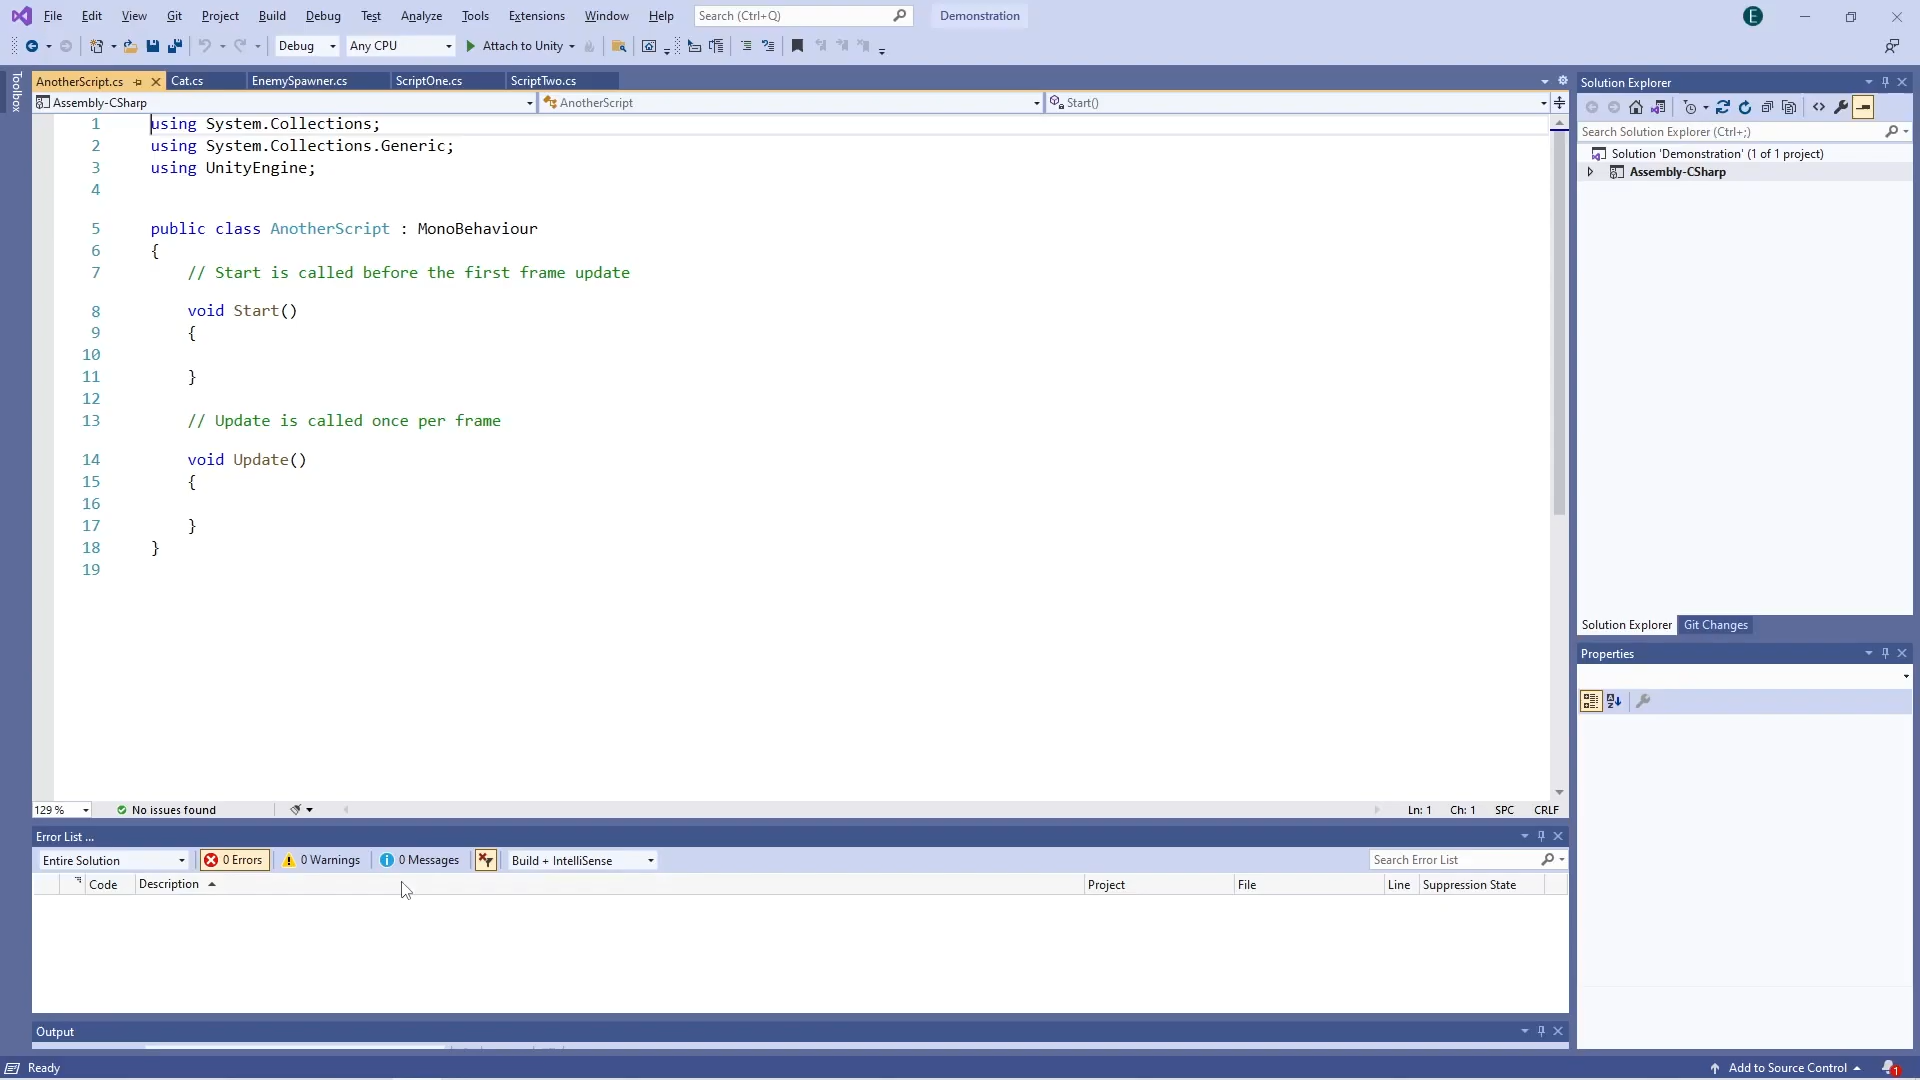 File Edit View Git Project Build Debug Test Analyze Tools Extensions Window Help Search (Ctrl+Q) Demonstration E
Debug Any CPU Attach to Unity
Toolbox
AnotherScript.cs Cat.cs EnemySpawner.cs ScriptOne.cs ScriptTwo.cs
Assembly-CSharp AnotherScript Start()
1 using System.Collections;
2 using System.Collections.Generic;
3 using UnityEngine;
4
5 public class AnotherScript : MonoBehaviour
6 {
7 // Start is called before the first frame update
8 void Start()
9 {
10
11 }
12
13 // Update is called once per frame
14 void Update()
15 {
16
17 }
18 }
19
129 % No issues found Ln: 1 Ch: 1 SPC CRLF
Error List ...
Entire Solution 0 Errors 0 Warnings 0 Messages Build + IntelliSense Search Error List
Code Description Project File Line Suppression State
Output
Solution Explorer
Search Solution Explorer (Ctrl+;)
Solution 'Demonstration' (1 of 1 project)
Assembly-CSharp
Solution Explorer Git Changes
Properties
Ready Add to Source Control 1